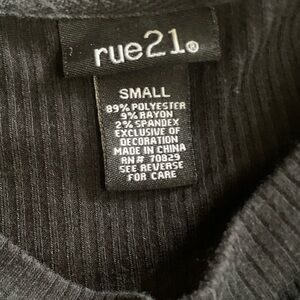 rue21®
SMALL
89% POLYESTER
9% RAYON
2% SPANDEX
EXCLUSIVE OF
DECORATION
MADE IN CHINA
RN# 70829
SEE REVERSE
FOR CARE